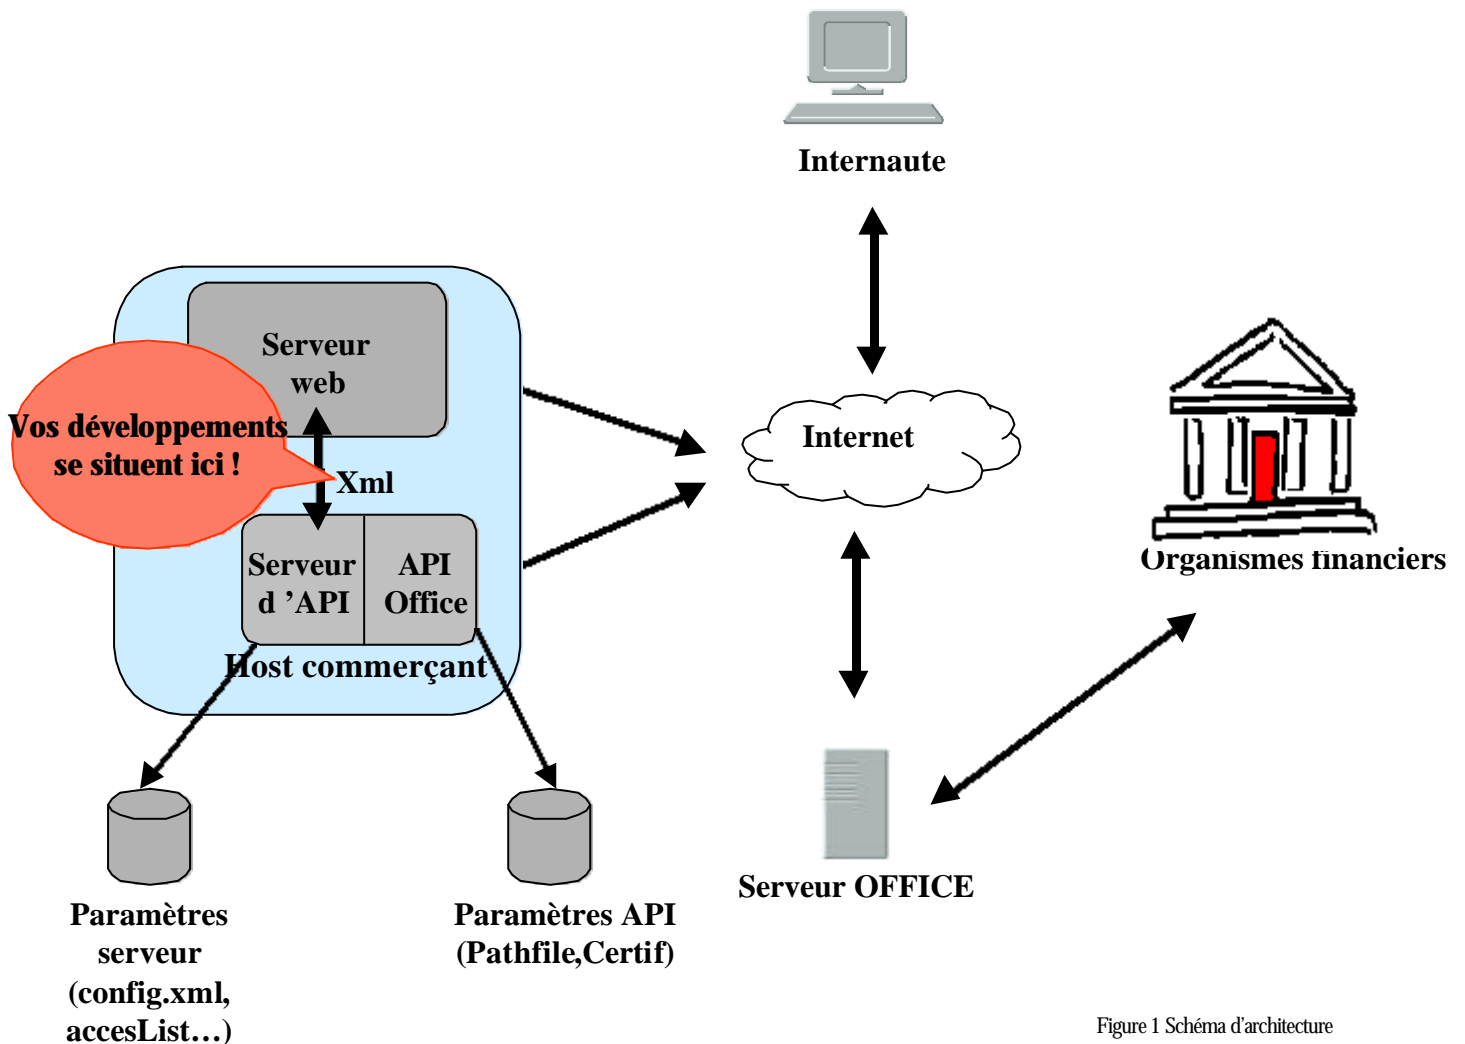 Internaute
Serveur
web
Vos développements
se situent ici !
Xml
Internet
Serveur
d ’API
API
Office
Host commerçant
Organismes financiers
Serveur OFFICE
Paramètres
serveur
(config.xml,
accesList…)
Paramètres API
(Pathfile,Certif)
Figure 1 Schéma d’architecture